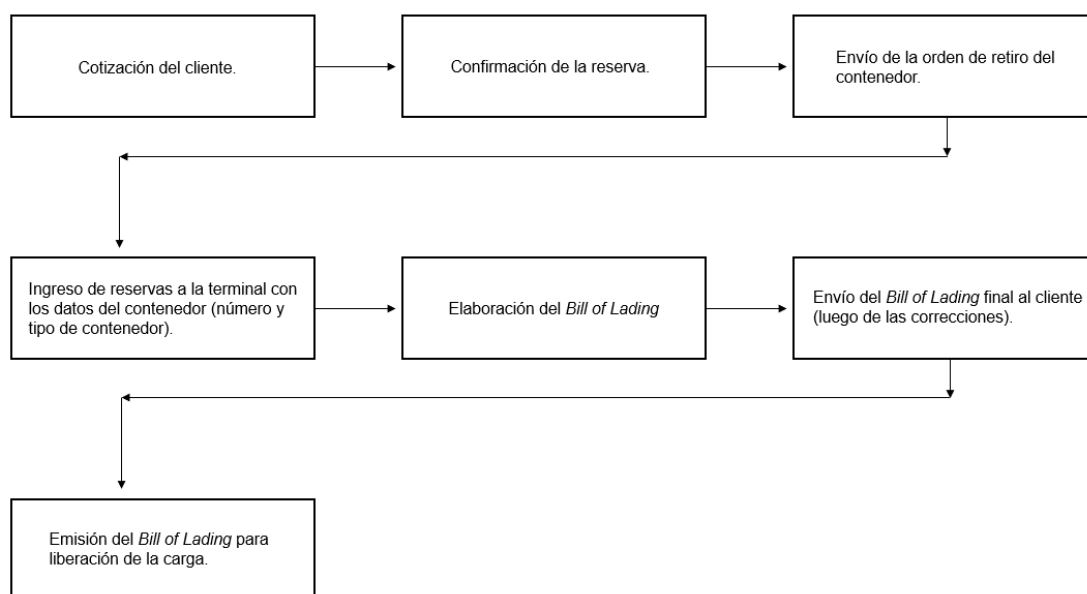 Cotización del cliente.
Confirmación de la reserva.
Envío de la orden de retiro del
contenedor.
Ingreso de reservas a la terminal con
los datos del contenedor (número y
tipo de contenedor).
Elaboración del Bill of Lading
Envío del Bill of Lading final al cliente
(luego de las correcciones).
Emisión del Bill of Lading para
liberación de la carga.